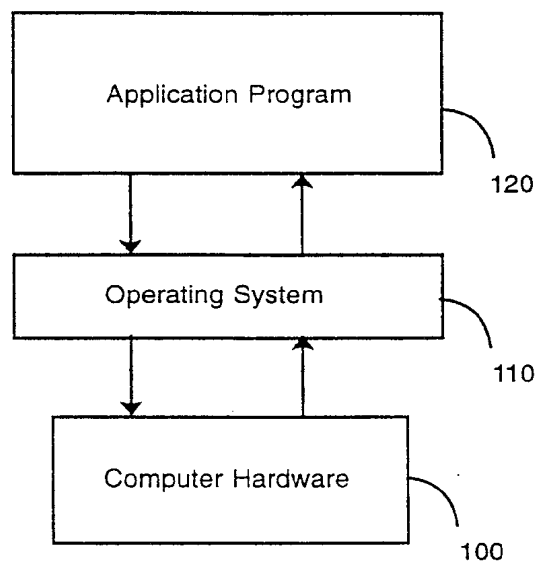 Application Program
120
Operating System
110
Computer Hardware
100